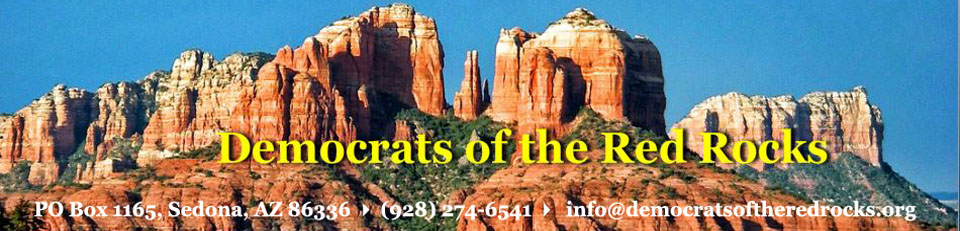 Democrats of the Red Rocks
PO Box 1165, Sedona, AZ 86336 ▸ (928) 274-6541 ▸ info@democratsoftheredrocks.org